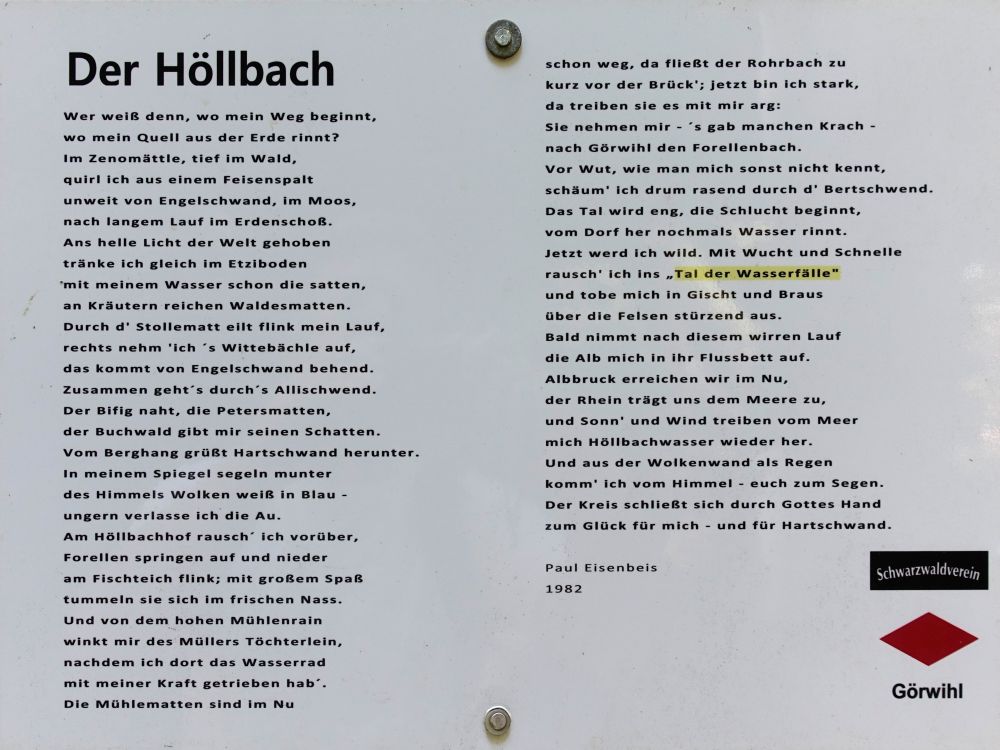 Der Höllbach
Wer weiß denn, wo mein Weg beginnt,
wo mein Quell aus der Erde rinnt?
Im Zenomättle, tief im Wald,
quirl ich aus einem Feisenspalt
unweit von Engelschwand, im Moos,
nach langem Lauf im Erdenschoß.
Ans helle Licht der Welt gehoben
tränke ich gleich im Etziboden
mit meinem Wasser schon die satten,
an Kräutern reichen Waldesmatten.
Durch d' Stollematt eilt flink mein Lauf,
rechts nehm 'ich ´s Wittebächle auf,
das kommt von Engelschwand behend.
Zusammen geht´s durch´s Allischwend.
Der Bifig naht, die Petersmatten,
der Buchwald gibt mir seinen Schatten.
Vom Berghang grüßt Hartschwand herunter.
In meinem Spiegel segeln munter
des Himmels Wolken weiß in Blau -
ungern verlasse ich die Au.
Am Höllbachhof rausch´ ich vorüber,
Forellen springen auf und nieder
am Fischteich flink; mit großem Spaß
tummeln sie sich im frischen Nass.
Und von dem hohen Mühlenrain
winkt mir des Müllers Töchterlein,
nachdem ich dort das Wasserrad
mit meiner Kraft getrieben hab´.
Die Mühlematten sind im Nu
schon weg, da fließt der Rohrbach zu
kurz vor der Brück'; jetzt bin ich stark,
da treiben sie es mit mir arg:
Sie nehmen mir - ´s gab manchen Krach -
nach Görwihl den Forellenbach.
Vor Wut, wie man mich sonst nicht kennt,
schäum' ich drum rasend durch d' Bertschwend.
Das Tal wird eng, die Schlucht beginnt,
vom Dorf her nochmals Wasser rinnt.
Jetzt werd ich wild. Mit Wucht und Schnelle
rausch' ich ins „Tal der Wasserfälle"
und tobe mich in Gischt und Braus
über die Felsen stürzend aus.
Bald nimmt nach diesem wirren Lauf
die Alb mich in ihr Flussbett auf.
Albbruck erreichen wir im Nu,
der Rhein trägt uns dem Meere zu,
und Sonn' und Wind treiben vom Meer
mich Höllbachwasser wieder her.
Und aus der Wolkenwand als Regen
komm' ich vom Himmel - euch zum Segen.
Der Kreis schließt sich durch Gottes Hand
zum Glück für mich - und für Hartschwand.
Paul Eisenbeis
1982
Schwarzwaldverein
Görwihl